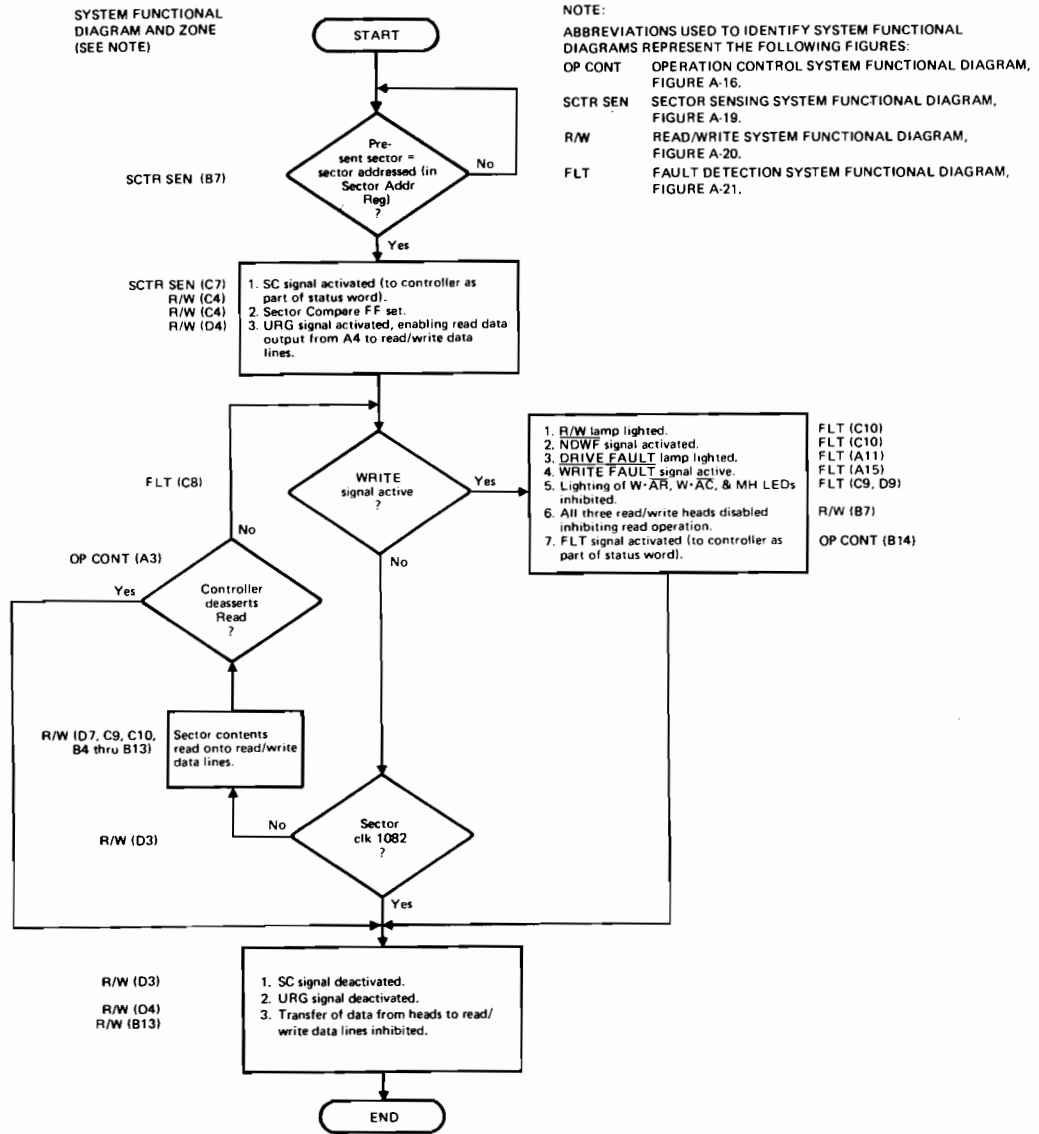 SYSTEM FUNCTIONAL
DIAGRAM AND ZONE
(SEE NOTE)
START
NOTE:
ABBREVIATIONS USED TO IDENTIFY SYSTEM FUNCTIONAL
DIAGRAMS REPRESENT THE FOLLOWING FIGURES:
OP CONT OPERATION CONTROL SYSTEM FUNCTIONAL DIAGRAM,
FIGURE A-16.
SCTR SEN SECTOR SENSING SYSTEM FUNCTIONAL DIAGRAM,
FIGURE A-19.
R/W READ/WRITE SYSTEM FUNCTIONAL DIAGRAM,
FIGURE A-20.
FLT FAULT DETECTION SYSTEM FUNCTIONAL DIAGRAM,
FIGURE A-21.
SCTR SEN (B7)
Pre-
sent sector =
sector addressed (in
Sector Addr
Reg)
?
No
Yes
SCTR SEN (C7)
R/W (C4)
R/W (C4)
R/W (D4)
1. SC signal activated (to controller as
part of status word).
2. Sector Compare FF set.
3. URG signal activated, enabling read data
output from A4 to read/write data
lines.
FLT (C8)
WRITE
signal active
?
Yes
No
1. R/W lamp lighted.
2. NDWF signal activated.
3. DRIVE FAULT lamp lighted.
4. WRITE FAULT signal active.
5. Lighting of W·AR, W·AC, & MH LEDs
inhibited.
6. All three read/write heads disabled
inhibiting read operation.
7. FLT signal activated (to controller as
part of status word).
FLT (C10)
FLT (C10)
FLT (A11)
FLT (A15)
FLT (C9, D9)
R/W (B7)
OP CONT (B14)
No
OP CONT (A3)
Yes
Controller
deasserts
Read
?
R/W (D7, C9, C10,
B4 thru B13)
Sector contents
read onto read/write
data lines.
R/W (D3)
No
Sector
clk 1082
?
Yes
R/W (D3)
R/W (O4)
R/W (B13)
1. SC signal deactivated.
2. URG signal deactivated.
3. Transfer of data from heads to read/
write data lines inhibited.
END